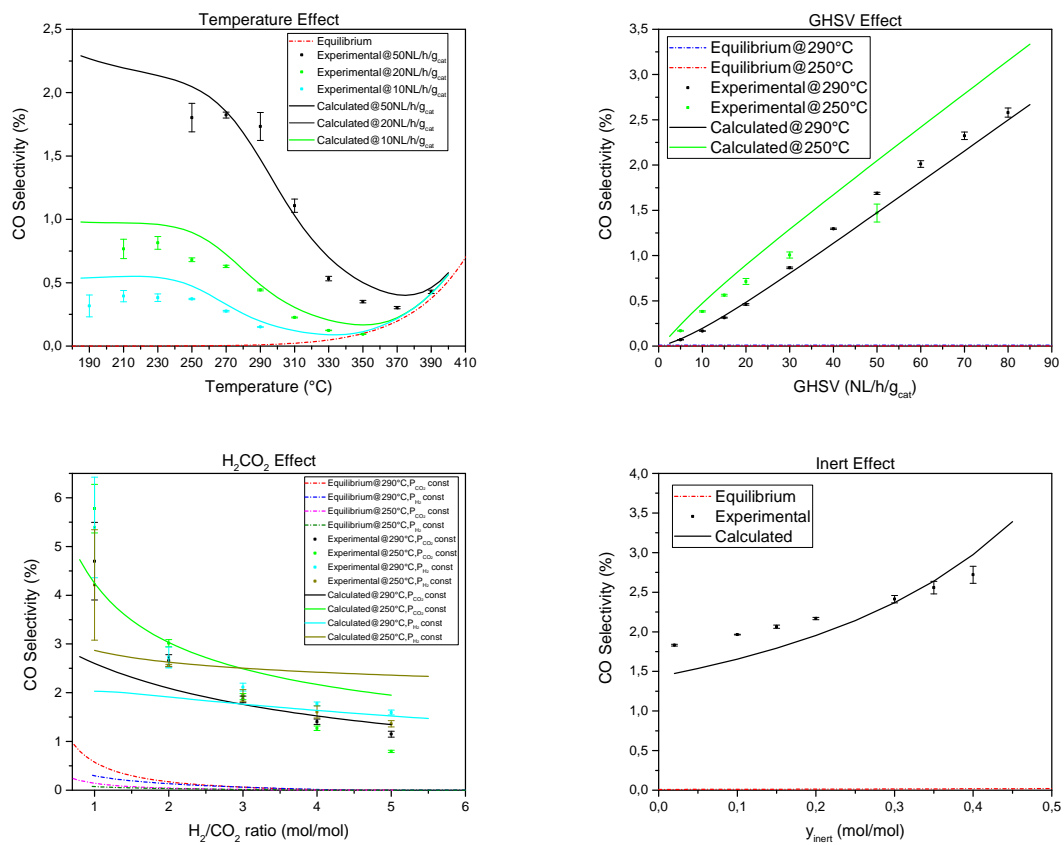 Temperature Effect
2,5
2,0
1,5
1,0
0,5
0,0
CO Selectivity (%)
Equilibrium
Experimental@50NL/h/gcat
Experimental@20NL/h/gcat
Experimental@10NL/h/gcat
Calculated@50NL/h/gcat
Calculated@20NL/h/gcat
Calculated@10NL/h/gcat
190 210 230 250 270 290 310 330 350 370 390 410
Temperature (°C)
GHSV Effect
3,5
3,0
2,5
2,0
1,5
1,0
0,5
0,0
CO Selectivity (%)
Equilibrium@290°C
Equilibrium@250°C
Experimental@290°C
Experimental@250°C
Calculated@290°C
Calculated@250°C
0 10 20 30 40 50 60 70 80 90
GHSV (NL/h/gcat)
H2CO2 Effect
6
5
4
3
2
1
0
CO Selectivity (%)
Equilibrium@290°C,PCO2 const
Equilibrium@290°C,PH2 const
Equilibrium@250°C,PCO2 const
Equilibrium@250°C,PH2 const
Experimental@290°C,PCO2 const
Experimental@250°C,PCO2 const
Experimental@290°C,PH2 const
Experimental@250°C,PH2 const
Calculated@290°C,PCO2 const
Calculated@250°C,PCO2 const
Calculated@290°C,PH2 const
Calculated@250°C,PH2 const
1 2 3 4 5 6
H2/CO2 ratio (mol/mol)
Inert Effect
4,0
3,5
3,0
2,5
2,0
1,5
1,0
0,5
0,0
CO Selectivity (%)
Equilibrium
Experimental
Calculated
0,0 0,1 0,2 0,3 0,4 0,5
yinert (mol/mol)